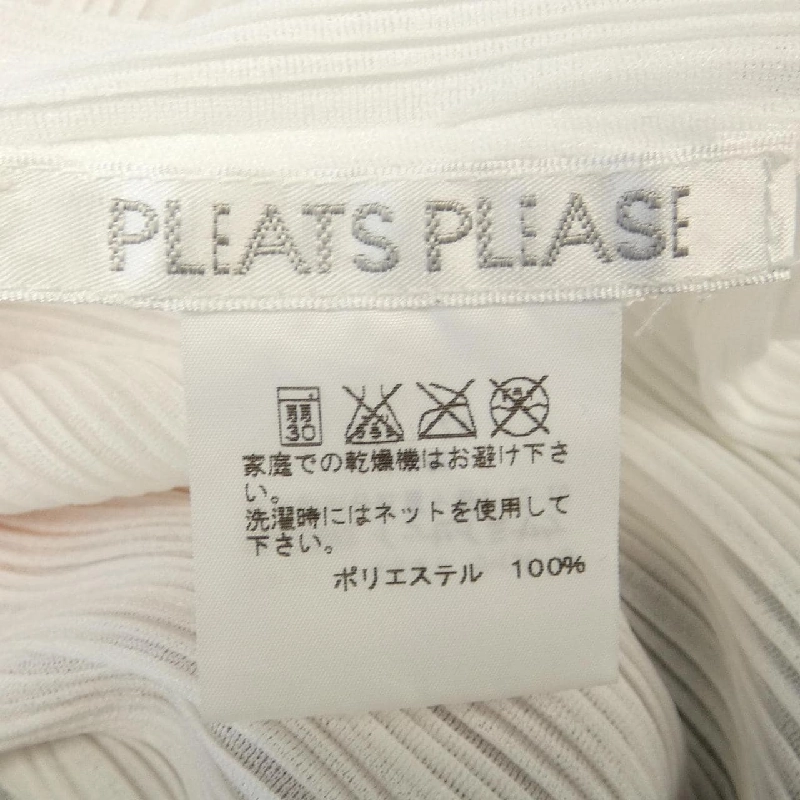 PLEATS PLEASE
弱
30
家庭での乾燥機はお避け下さ
い。
洗濯時にはネットを使用して
下さい。
ポリエステル 100%